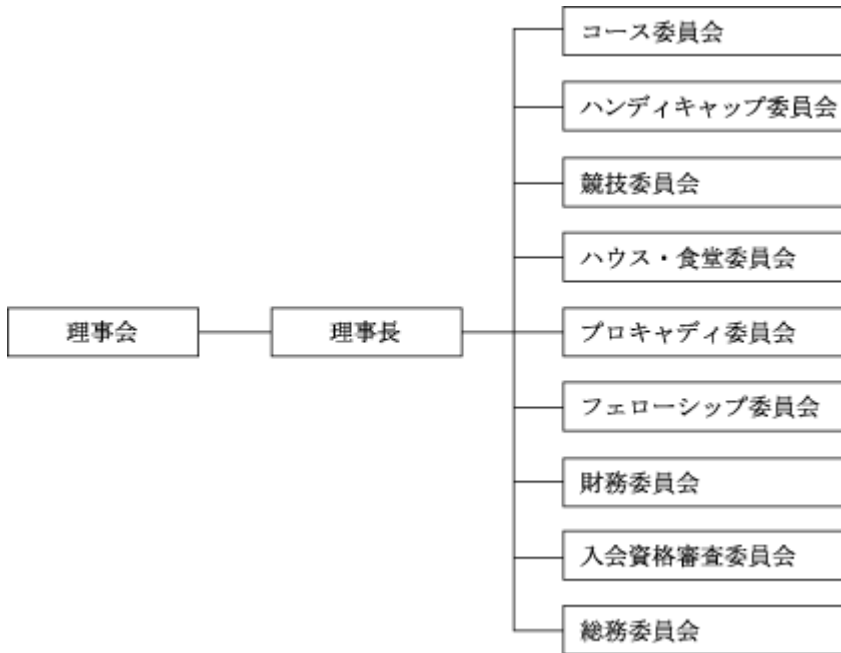 理事会
理事長
コース委員会
ハンディキャップ委員会
競技委員会
ハウス・食堂委員会
プロキャディ委員会
フェローシップ委員会
財務委員会
入会資格審査委員会
総務委員会